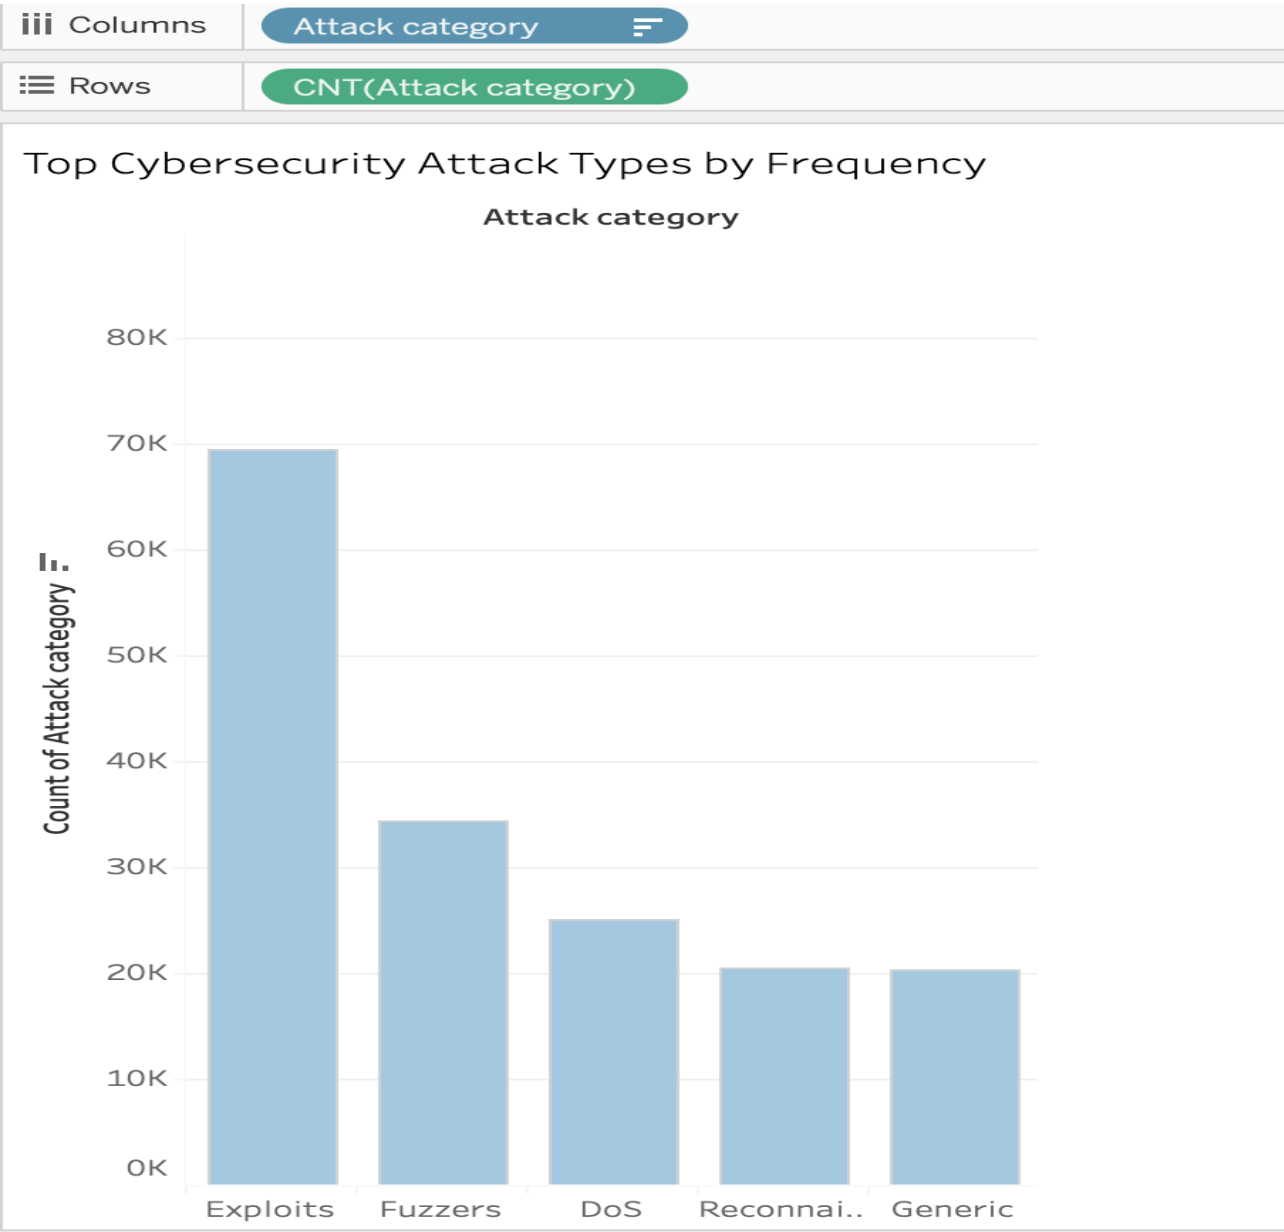 Columns
Attack category
Rows
CNT(Attack category)
Top Cybersecurity Attack Types by Frequency
Attack category
80K
70K
60K
50K
40K
30K
20K
10K
0K
Count of Attack category
Exploits
Fuzzers
DoS
Reconnai..
Generic